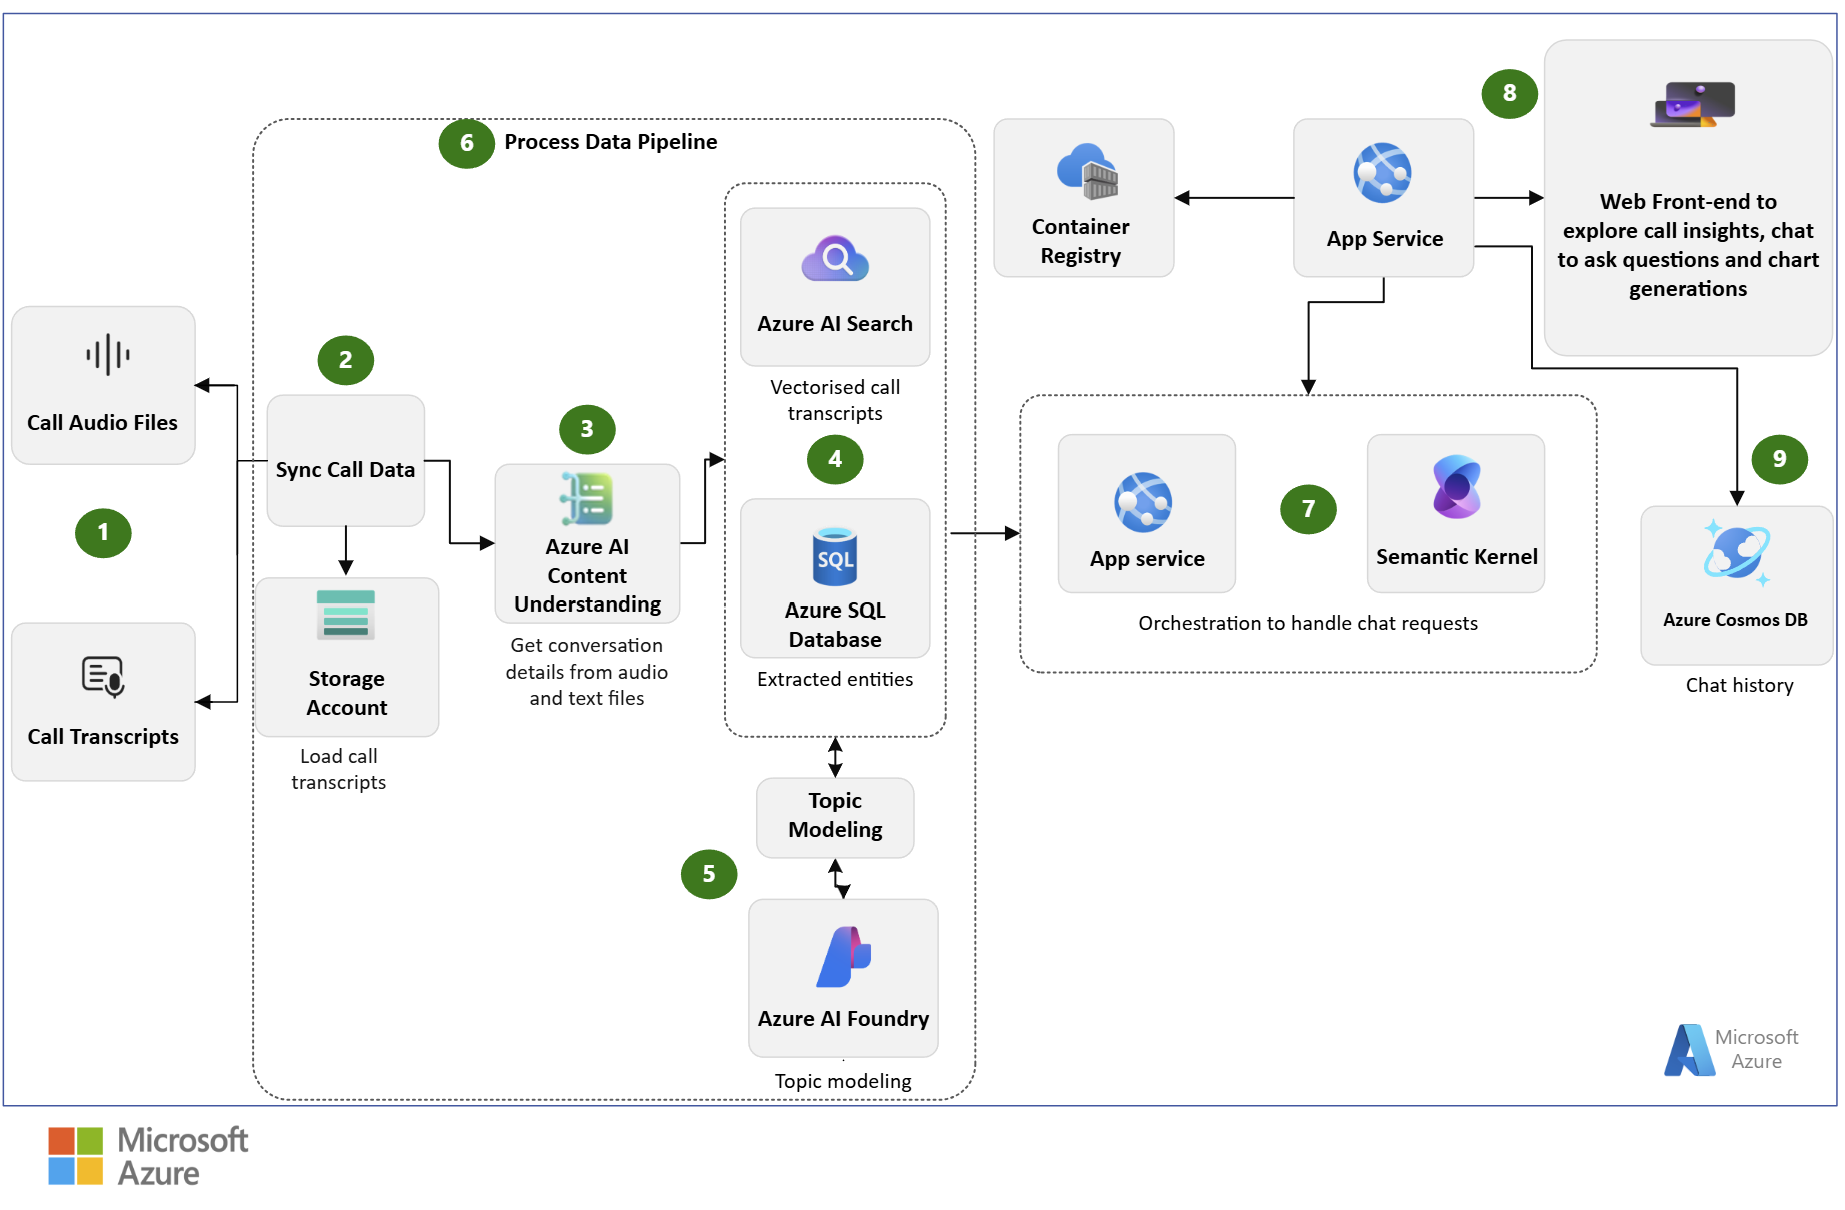 8
6
Process Data Pipeline
Container
Registry
App Service
Web Front-end to
explore call insights, chat
to ask questions and chart
generations
Azure AI Search
Vectorised call
transcripts
2
3
4
9
Call Audio Files
Sync Call Data
1
Azure AI
Content
Understanding
Get conversation
details from audio
and text files
SQL
Azure SQL
Database
Extracted entities
App service
7
Semantic Kernel
Orchestration to handle chat requests
Azure Cosmos DB
Chat history
Call Transcripts
Storage
Account
Load call
transcripts
Topic
Modeling
5
Azure AI Foundry
Topic modeling
Microsoft
Azure
Microsoft
Azure